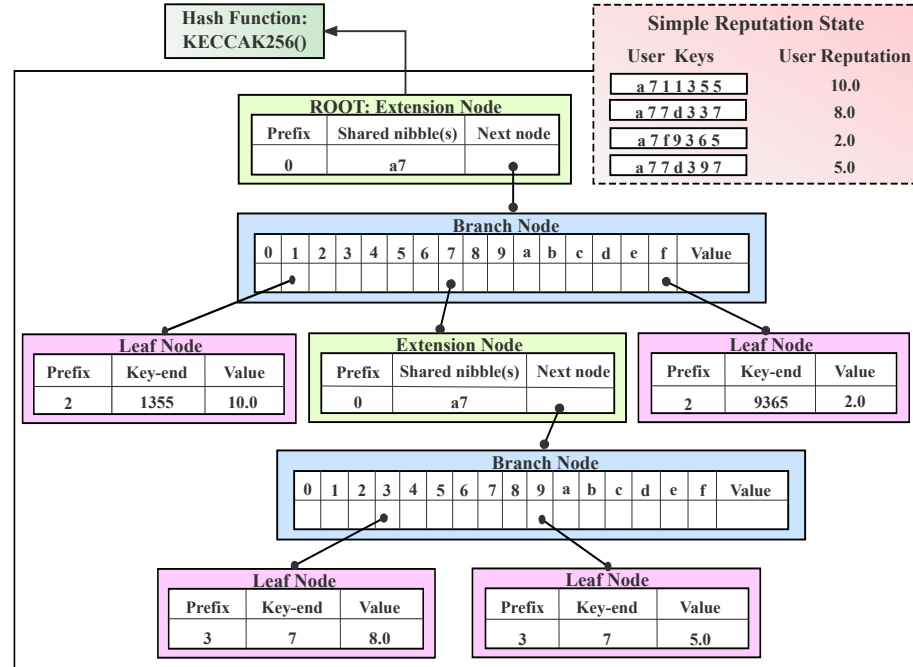 Hash Function:
KECCAK256()
Simple Reputation State
User Keys User Reputation
a 7 1 1 3 5 5 10.0
a 7 7 d 3 3 7 8.0
a 7 f 9 3 6 5 2.0
a 7 7 d 3 9 7 5.0
ROOT: Extension Node
Prefix Shared nibble(s) Next node
0 a7
Branch Node
0 1 2 3 4 5 6 7 8 9 a b c d e f Value
Leaf Node
Prefix Key-end Value
2 1355 10.0
Extension Node
Prefix Shared nibble(s) Next node
0 a7
Leaf Node
Prefix Key-end Value
2 9365 2.0
Branch Node
0 1 2 3 4 5 6 7 8 9 a b c d e f Value
Leaf Node
Prefix Key-end Value
3 7 8.0
Leaf Node
Prefix Key-end Value
3 7 5.0